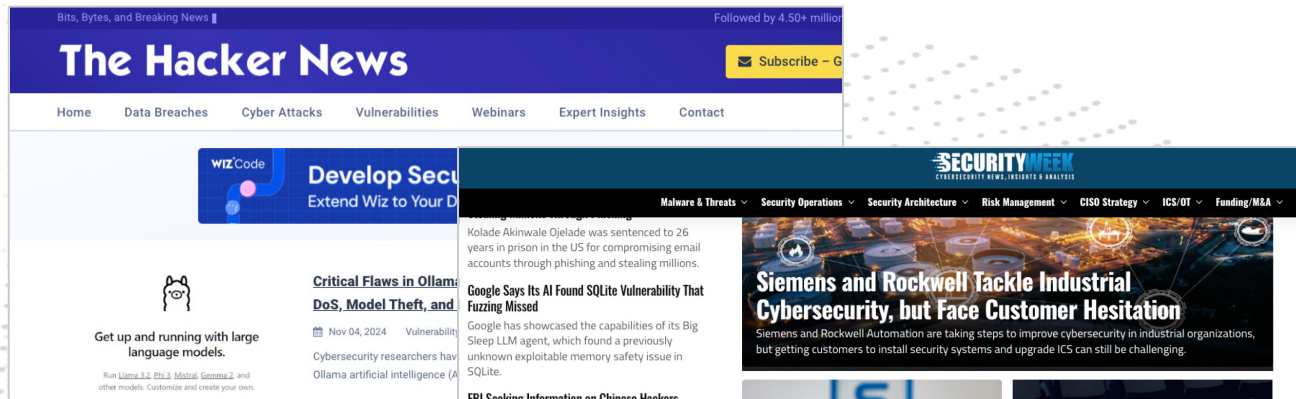 Bits, Bytes, and Breaking News
Followed by 4.50+ million
The Hacker News
Subscribe – G
Home Data Breaches Cyber Attacks Vulnerabilities Webinars Expert Insights Contact
WIZ Code
Develop Secu
Extend Wiz to Your D
Get up and running with large
language models.
Run Llama 3.2, Phi 3, Mistral, Gemma 2, and
other models. Customize and create your own.
Critical Flaws in Ollama
DoS, Model Theft, and
Nov 04, 2024 Vulnerability
Cybersecurity researchers hav
Ollama artificial intelligence (A
SECURITYWEEK
CYBERSECURITY NEWS, INSIGHTS & ANALYSIS
Malware & Threats Security Operations Security Architecture Risk Management CISO Strategy ICS/OT Funding/M&A
Kolade Akinwale Ojelade was sentenced to 26
years in prison in the US for compromising email
accounts through phishing and stealing millions.
Google Says Its AI Found SQLite Vulnerability That
Fuzzing Missed
Google has showcased the capabilities of its Big
Sleep LLM agent, which found a previously
unknown exploitable memory safety issue in
SQLite.
FBI Seeking Information on Chinese Hackers
Siemens and Rockwell Tackle Industrial
Cybersecurity, but Face Customer Hesitation
Siemens and Rockwell Automation are taking steps to improve cybersecurity in industrial organizations,
but getting customers to install security systems and upgrade ICS can still be challenging.